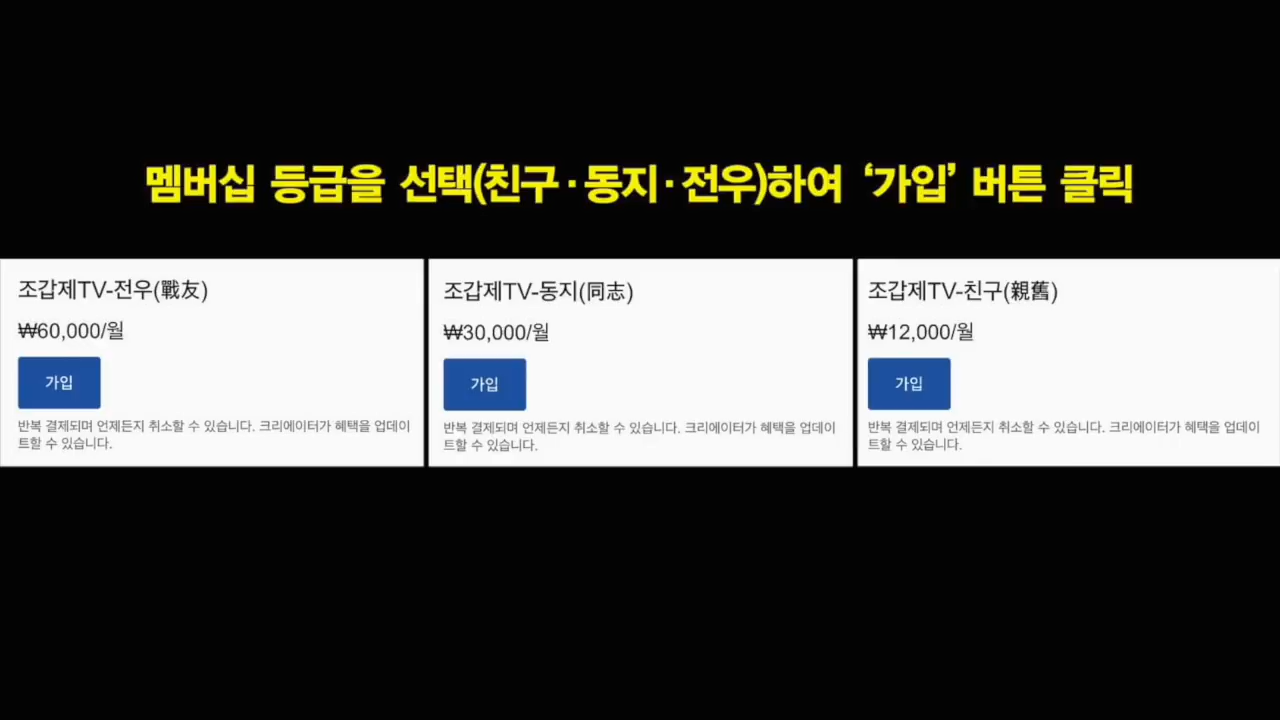 멤버십 등급을 선택(친구·동지·전우)하여 ‘가입’ 버튼 클릭
조갑제TV-전우(戰友)
₩60,000/월
가입
반복 결제되며 언제든지 취소할 수 있습니다. 크리에이터가 혜택을 업데이
트할 수 있습니다.
조갑제TV-동지(同志)
₩30,000/월
가입
반복 결제되며 언제든지 취소할 수 있습니다. 크리에이터가 혜택을 업데이
트할 수 있습니다.
조갑제TV-친구(親舊)
₩12,000/월
가입
반복 결제되며 언제든지 취소할 수 있습니다. 크리에이터가 혜택을 업데이
트할 수 있습니다.